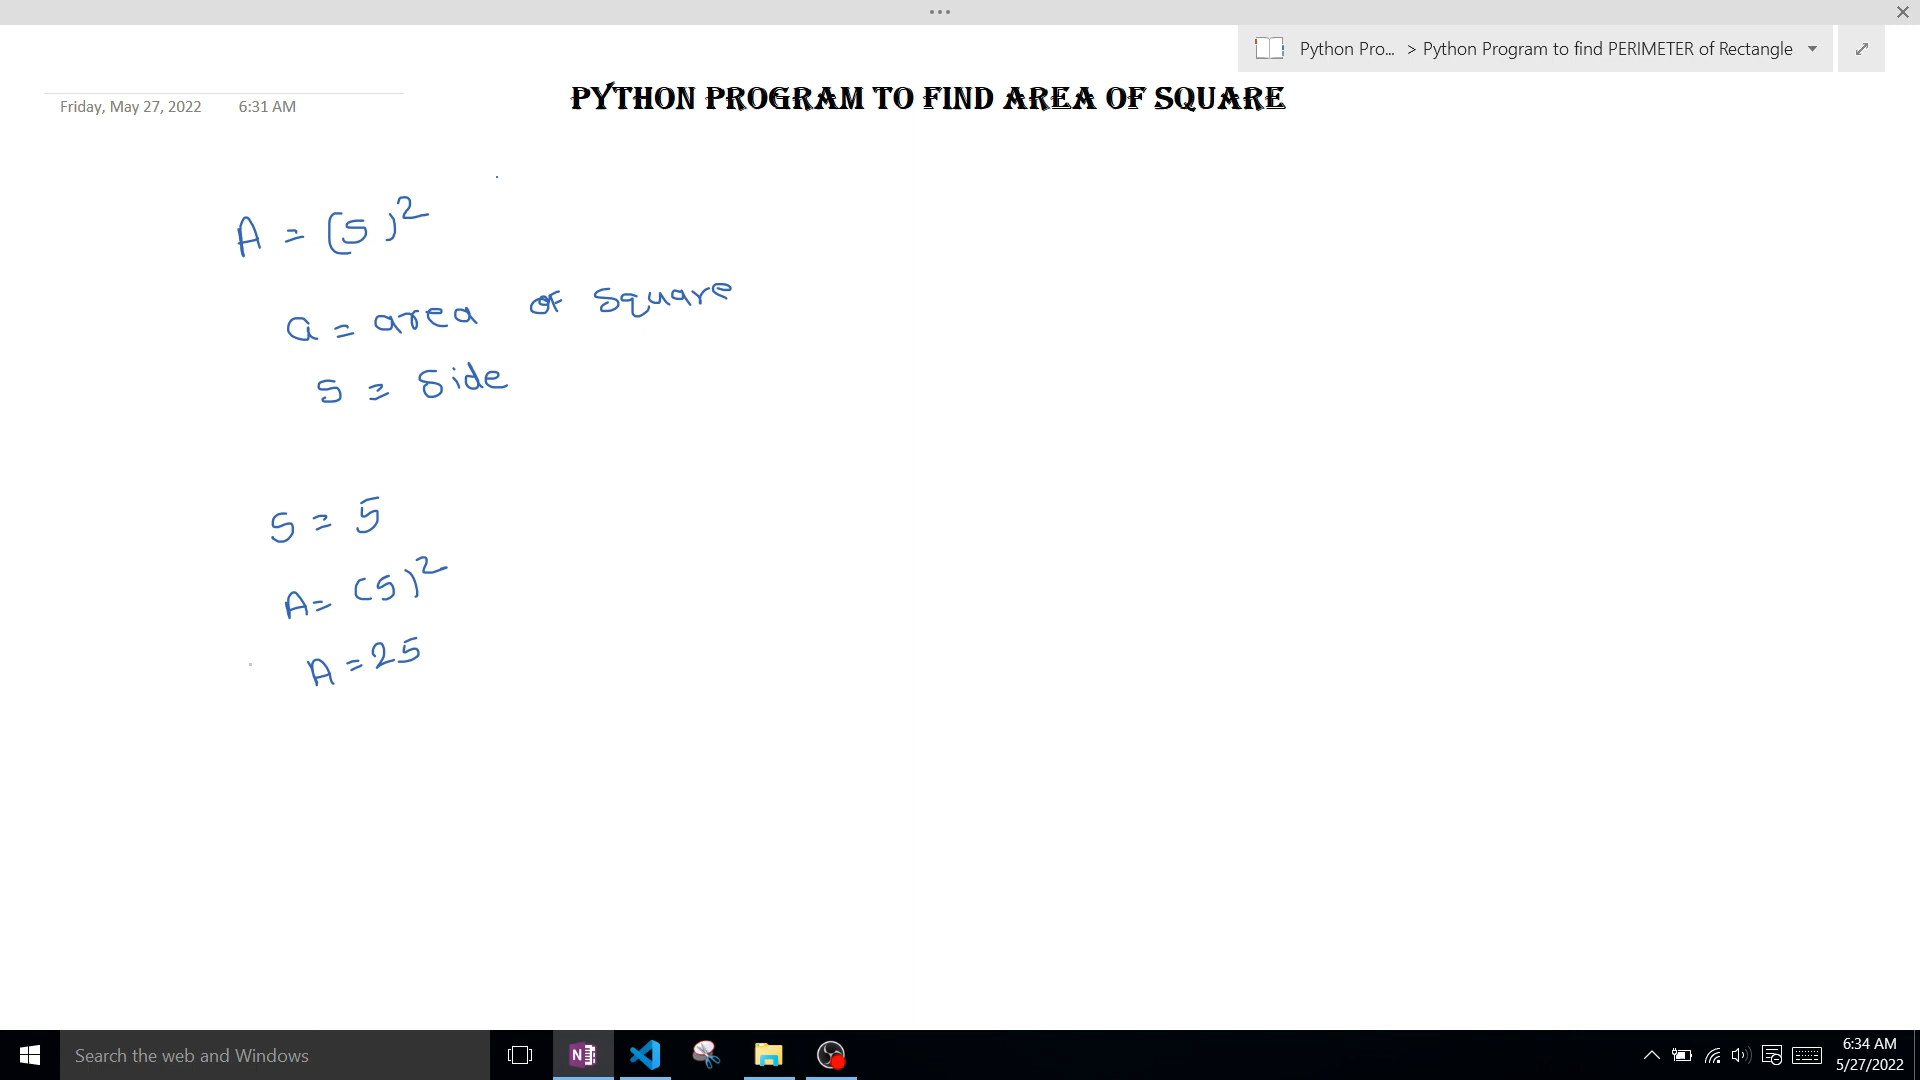 Python Pro... > Python Program to find PERIMETER of Rectangle
PYTHON PROGRAM TO FIND AREA OF SQUARE
Friday, May 27, 2022 6:31 AM
A = (S)²
a = area of square
S = Side
S = 5
A = (5)²
A = 25
Search the web and Windows
6:34 AM
5/27/2022